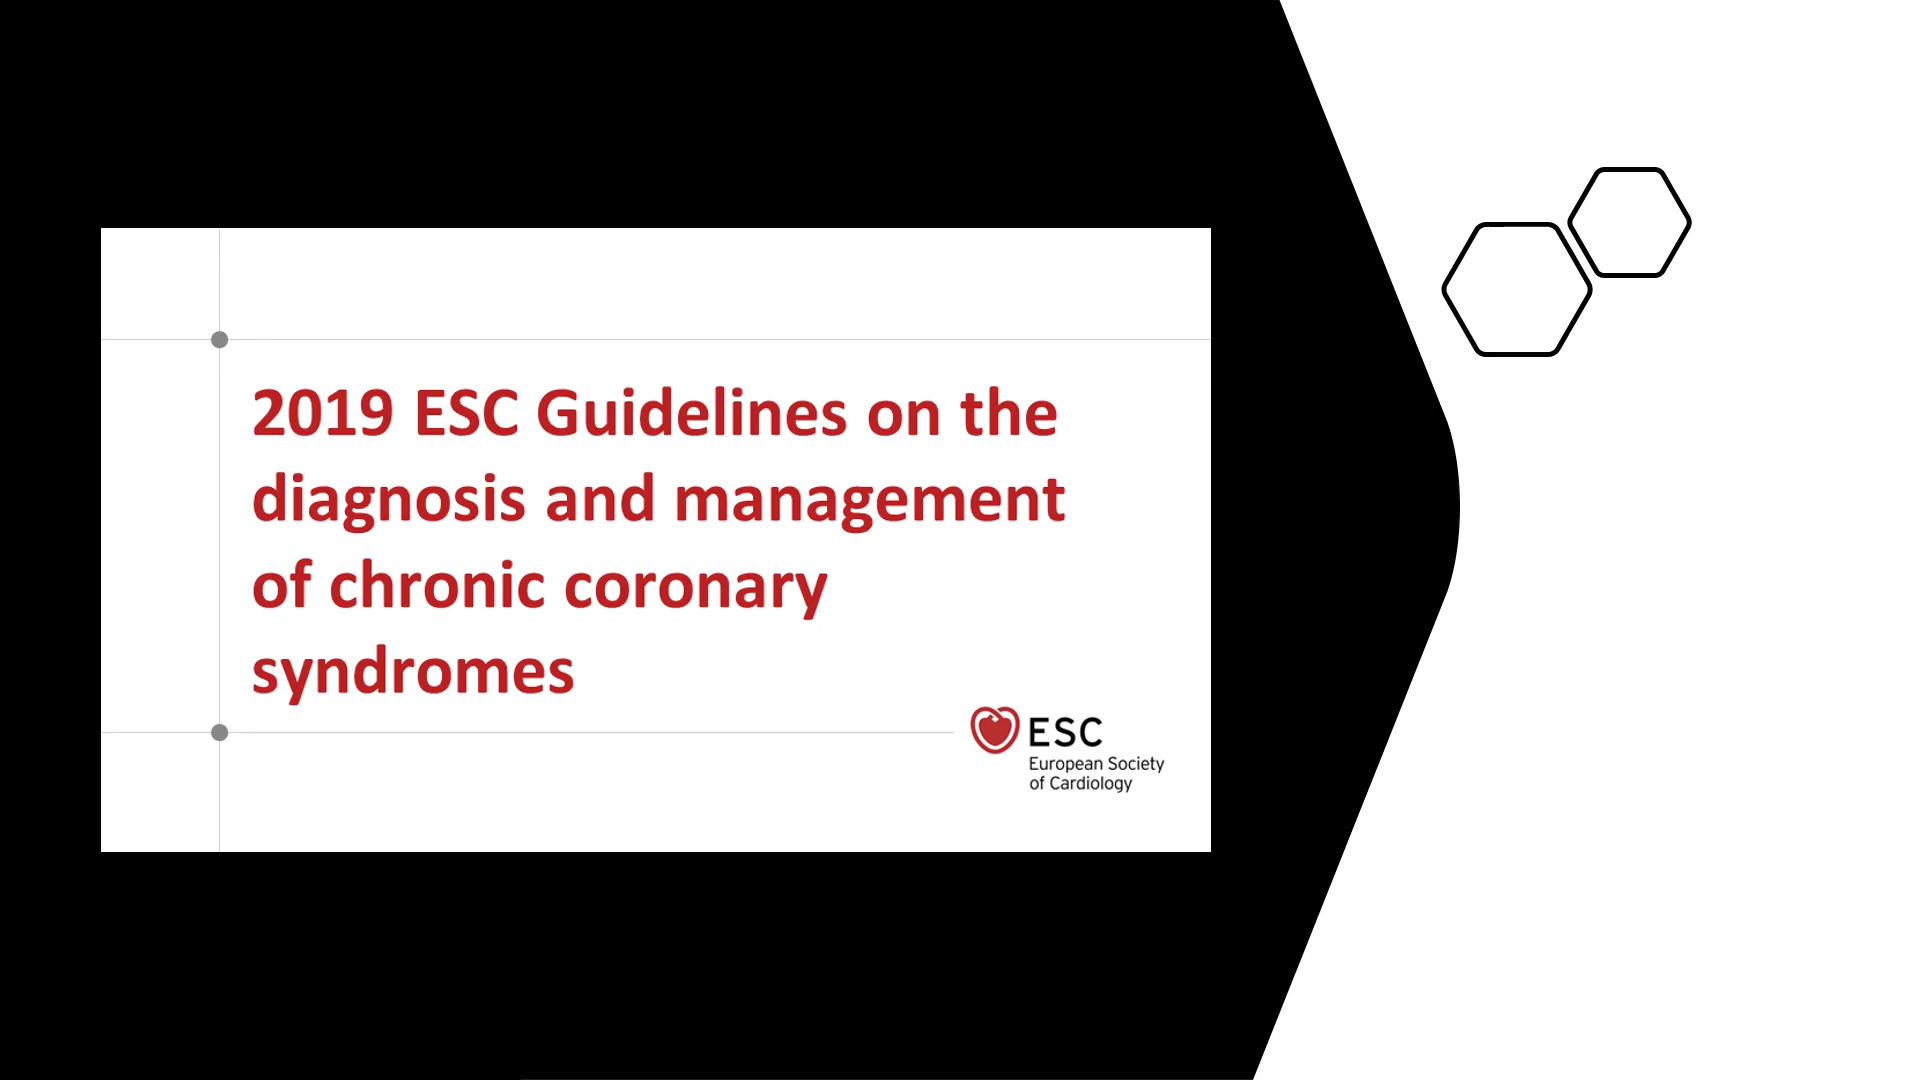 2019 ESC Guidelines on the
diagnosis and management
of chronic coronary
syndromes
ESC
European Society
of Cardiology